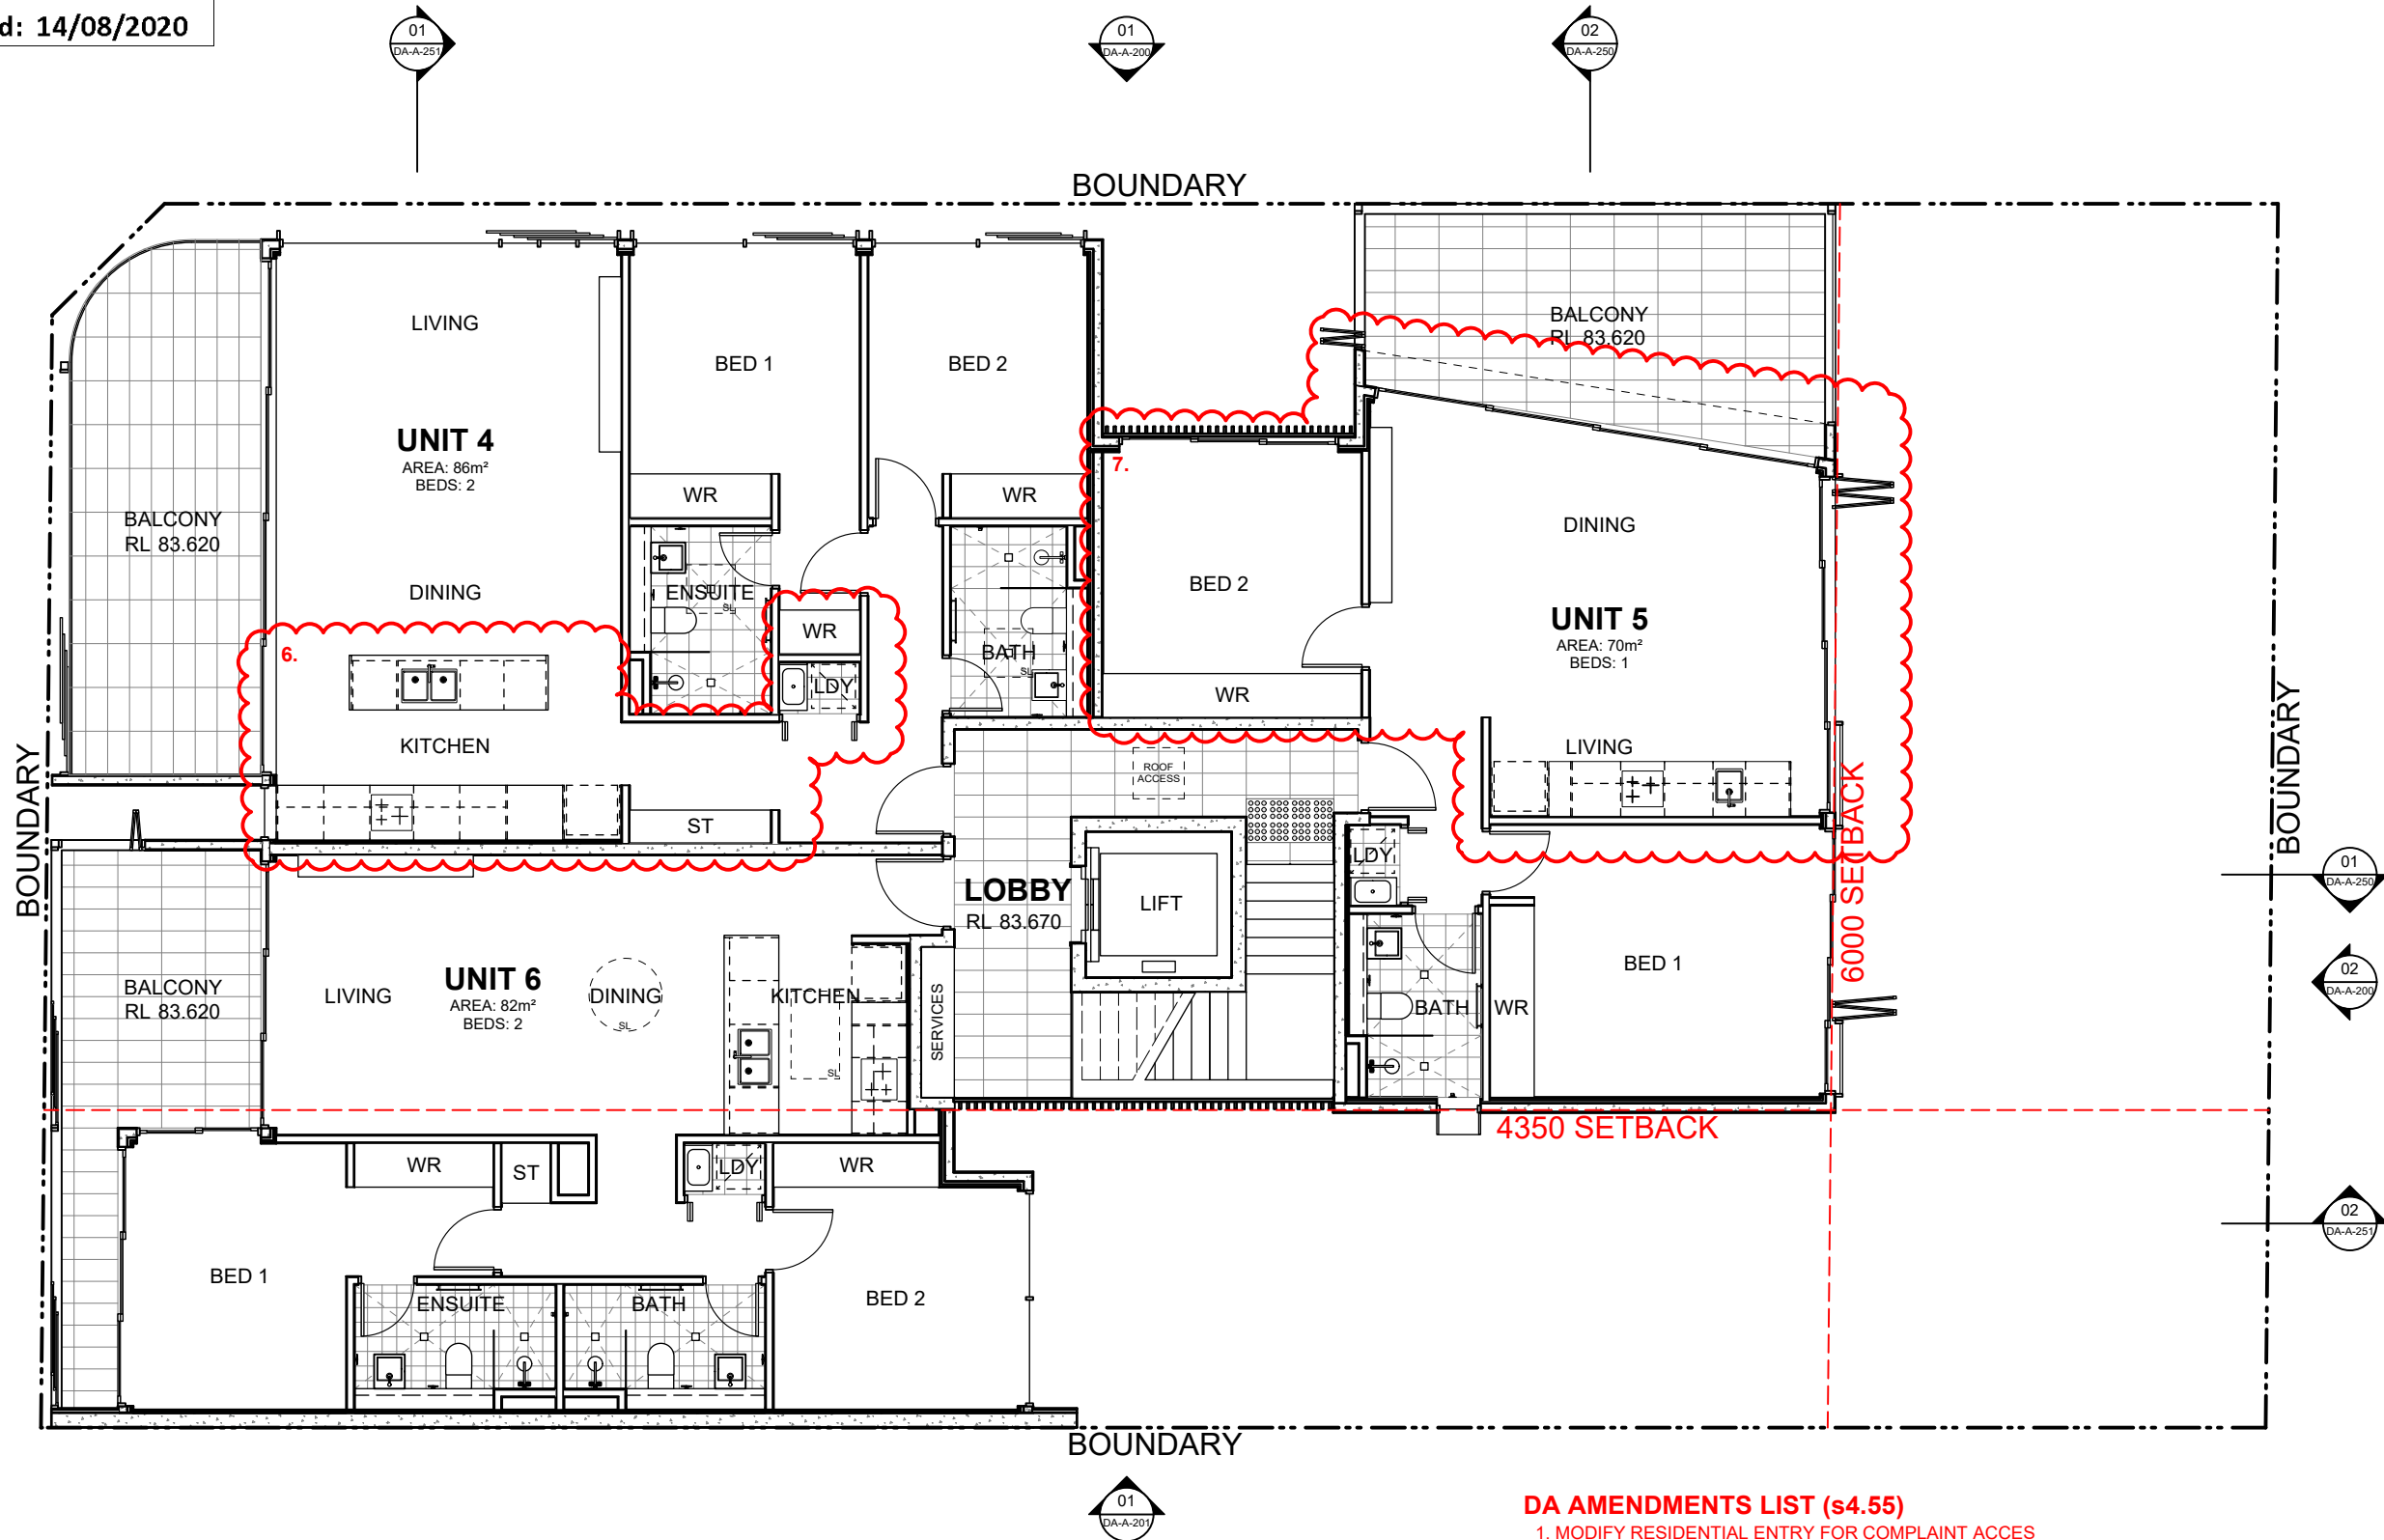 d: 14/08/2020
01
DA-A-251
01
DA-A-200
02
DA-A-250
BOUNDARY
LIVING
BED 1
BED 2
BALCONY
RL 83.620
UNIT 4
AREA: 86m²
BEDS: 2
WR
WR
7.
BALCONY
RL 83.620
DINING
DINING
ENSUITE
SL
WR
BED 2
UNIT 5
AREA: 70m²
BEDS: 1
6.
BATH
SL
LDY
WR
KITCHEN
LIVING
BOUNDARY
BOUNDARY
ROOF
ACCESS
ST
6000 SETBACK
LDY
LOBBY
RL 83.670
LIFT
01
DA-A-250
UNIT 6
AREA: 82m²
BEDS: 2
BALCONY
RL 83.620
LIVING
DINING
SL
KITCHEN
SL
SERVICES
BATH
WR
BED 1
02
DA-A-200
4350 SETBACK
WR
ST
LDY
WR
02
DA-A-251
BED 1
ENSUITE
BATH
BED 2
BOUNDARY
01
DA-A-201
DA AMENDMENTS LIST (s4.55)
1. MODIFY RESIDENTIAL ENTRY FOR COMPLAINT ACCES